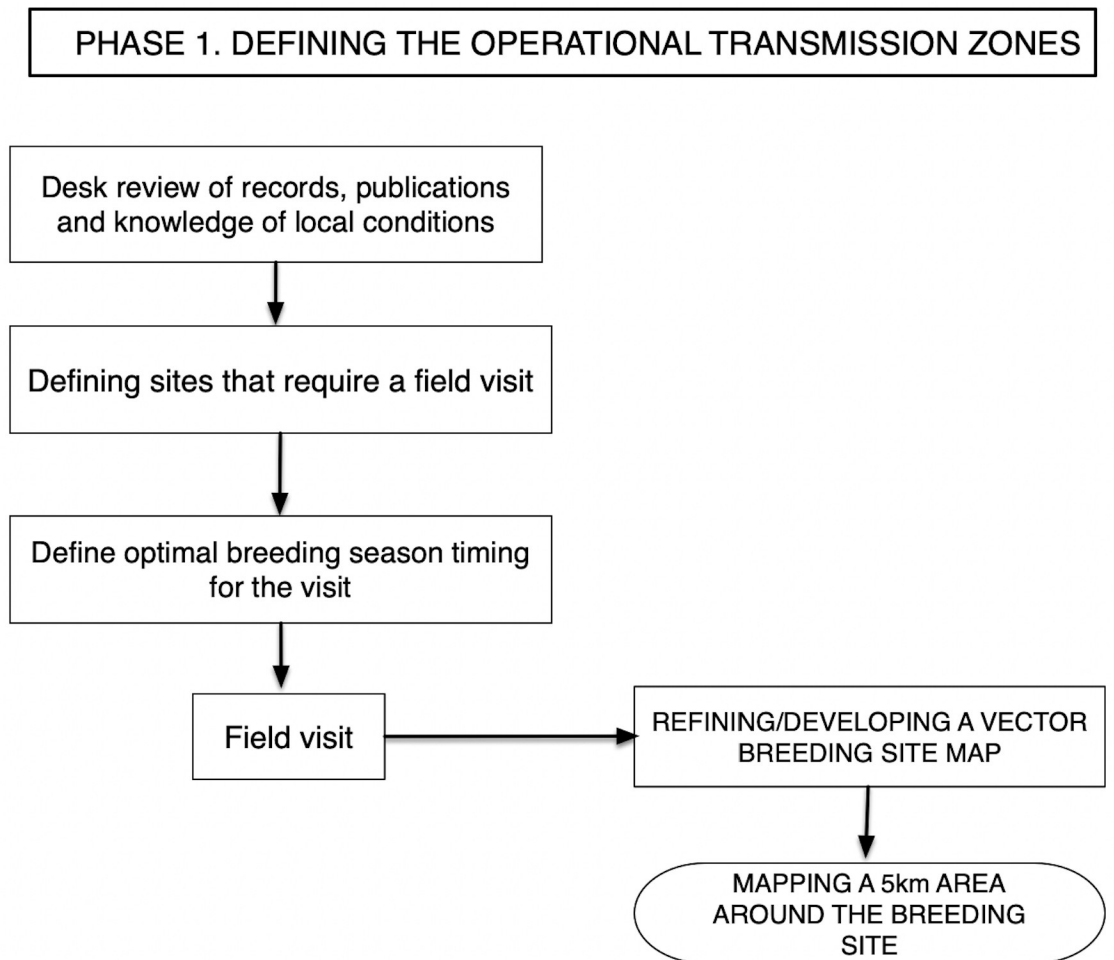 PHASE 1. DEFINING THE OPERATIONAL TRANSMISSION ZONES
Desk review of records, publications
and knowledge of local conditions
Defining sites that require a field visit
Define optimal breeding season timing
for the visit
Field visit
REFINING/DEVELOPING A VECTOR
BREEDING SITE MAP
MAPPING A 5km AREA
AROUND THE BREEDING
SITE